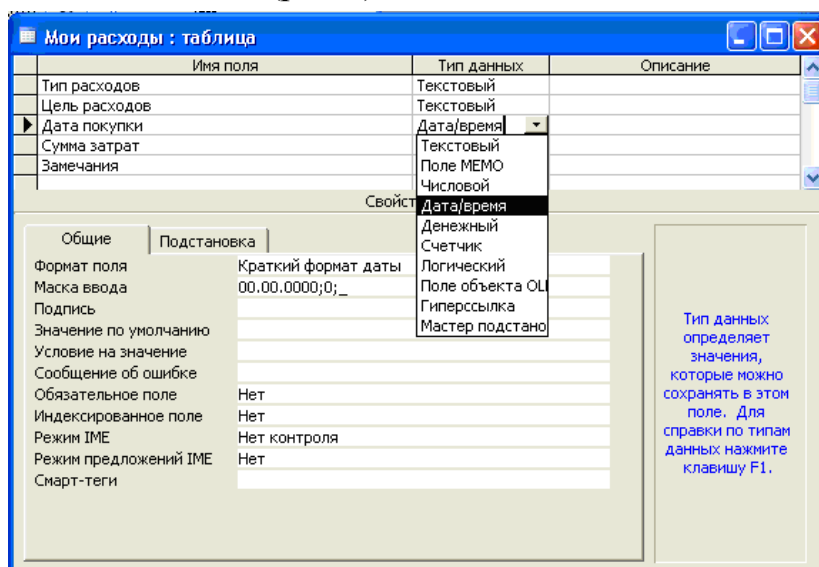 Мои расходы : таблица
Имя поля Тип данных Описание
Тип расходов Текстовый
Цель расходов Текстовый
Дата покупки Дата/время
Сумма затрат
Замечания
Текстовый
Поле MEMO
Числовой
Дата/время
Денежный
Счетчик
Логический
Поле объекта OL
Гиперссылка
Мастер подстано
Свойст
Общие Подстановка
Формат поля Краткий формат даты
Маска ввода 00.00.0000;0;_
Подпись
Значение по умолчанию
Условие на значение
Сообщение об ошибке
Обязательное поле Нет
Индексированное поле Нет
Режим IME Нет контроля
Режим предложений IME Нет
Смарт-теги
Тип данных
определяет
значения,
которые можно
сохранять в этом
поле. Для
справки по типам
данных нажмите
клавишу F1.